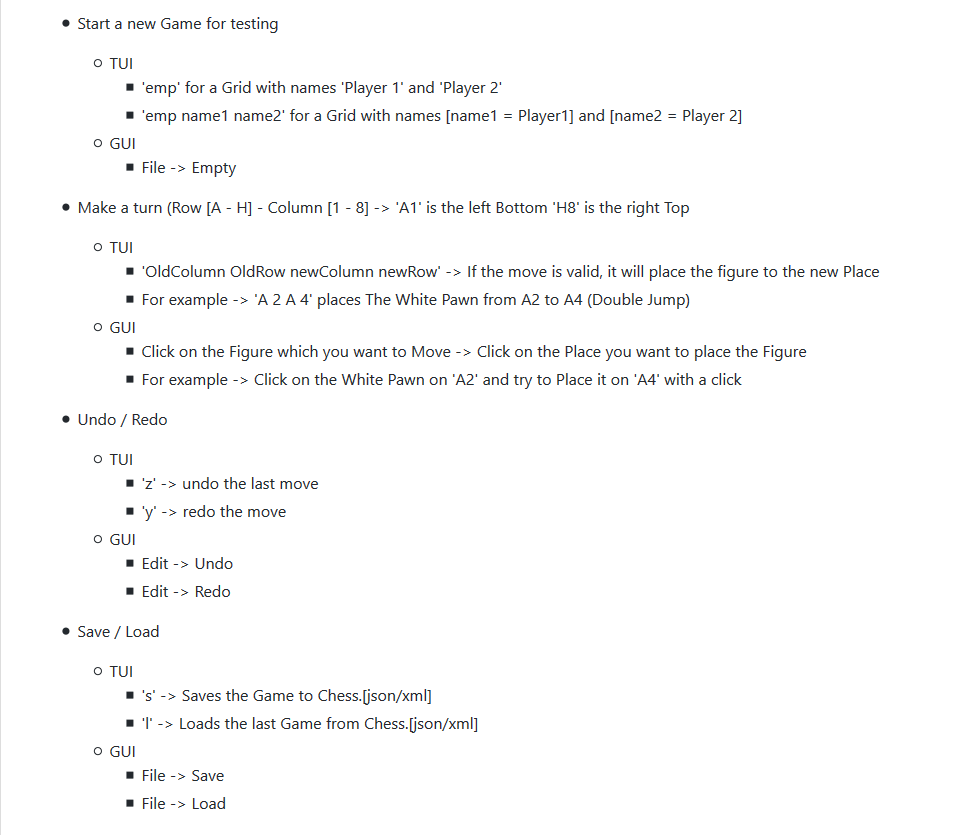 Start a new Game for testing
TUI
'emp' for a Grid with names 'Player 1' and 'Player 2'
'emp name1 name2' for a Grid with names [name1 = Player1] and [name2 = Player 2]
GUI
File -> Empty
Make a turn (Row [A - H] - Column [1 - 8] -> 'A1' is the left Bottom 'H8' is the right Top
TUI
'OldColumn OldRow newColumn newRow' -> If the move is valid, it will place the figure to the new Place
For example -> 'A 2 A 4' places The White Pawn from A2 to A4 (Double Jump)
GUI
Click on the Figure which you want to Move -> Click on the Place you want to place the Figure
For example -> Click on the White Pawn on 'A2' and try to Place it on 'A4' with a click
Undo / Redo
TUI
'z' -> undo the last move
'y' -> redo the move
GUI
Edit -> Undo
Edit -> Redo
Save / Load
TUI
's' -> Saves the Game to Chess.[json/xml]
'l' -> Loads the last Game from Chess.[json/xml]
GUI
File -> Save
File -> Load